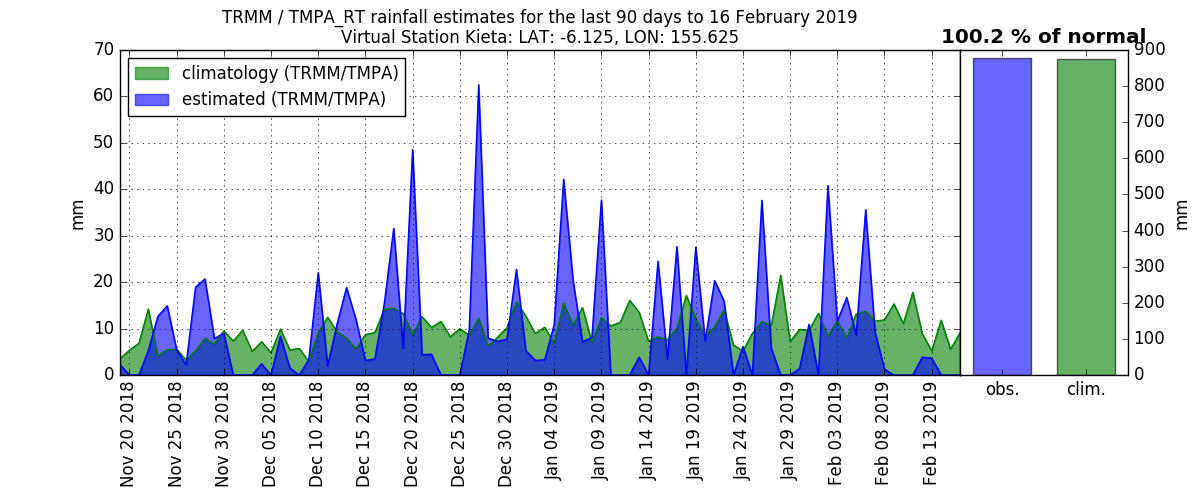 TRMM / TMPA_RT rainfall estimates for the last 90 days to 16 February 2019
Virtual Station Kieta: LAT: -6.125, LON: 155.625
100.2 % of normal
climatology (TRMM/TMPA)
estimated (TRMM/TMPA)
70
60
50
40
30
20
10
0
mm
900
800
700
600
500
400
300
200
100
0
mm
obs.
clim.
Nov 20 2018
Nov 25 2018
Nov 30 2018
Dec 05 2018
Dec 10 2018
Dec 15 2018
Dec 20 2018
Dec 25 2018
Dec 30 2018
Jan 04 2019
Jan 09 2019
Jan 14 2019
Jan 19 2019
Jan 24 2019
Jan 29 2019
Feb 03 2019
Feb 08 2019
Feb 13 2019